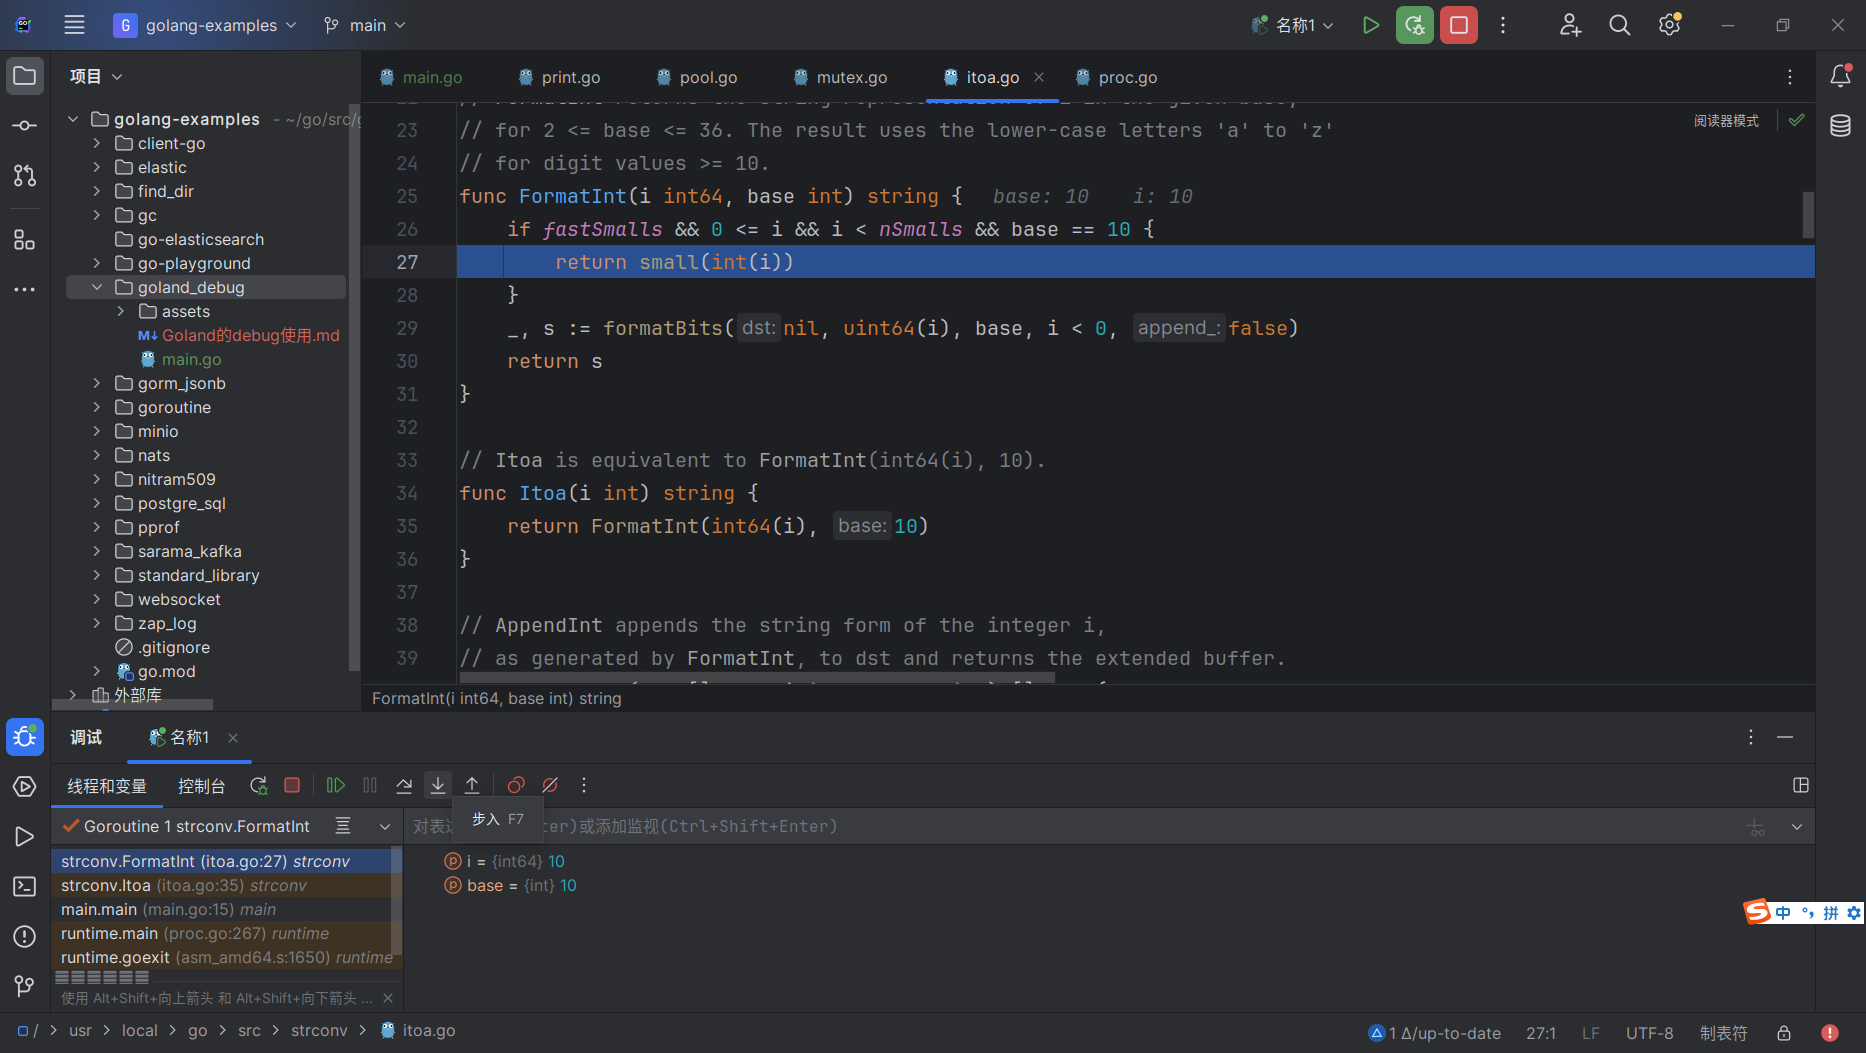 G golang-examples
main
名称1
项目
main.go
print.go
pool.go
mutex.go
itoa.go
proc.go
golang-examples - ~/go/src/g
client-go
elastic
find_dir
gc
go-elasticsearch
go-playground
goland_debug
assets
M↓ Goland的debug使用.md
main.go
gorm_jsonb
goroutine
minio
nats
nitram509
postgre_sql
pprof
sarama_kafka
standard_library
websocket
zap_log
.gitignore
go.mod
外部库
阅读器模式
// FormatInt returns the string representation of i in the given base,
23 // for 2 <= base <= 36. The result uses the lower-case letters 'a' to 'z'
24 // for digit values >= 10.
25 func FormatInt(i int64, base int) string { base: 10 i: 10
26 if fastSmalls && 0 <= i && i < nSmalls && base == 10 {
27 return small(int(i))
28 }
29 _, s := formatBits( dst: nil, uint64(i), base, i < 0, append_: false)
30 return s
31 }
32
33 // Itoa is equivalent to FormatInt(int64(i), 10).
34 func Itoa(i int) string {
35 return FormatInt(int64(i), base: 10)
36 }
37
38 // AppendInt appends the string form of the integer i,
39 // as generated by FormatInt, to dst and returns the extended buffer.
FormatInt(i int64, base int) string
调试
名称1
线程和变量
控制台
Goroutine 1 strconv.FormatInt
对表达 ter)或添加监视(Ctrl+Shift+Enter)
步入 F7
strconv.FormatInt (itoa.go:27) strconv
strconv.Itoa (itoa.go:35) strconv
main.main (main.go:15) main
runtime.main (proc.go:267) runtime
runtime.goexit (asm_amd64.s:1650) runtime
使用 Alt+Shift+向上箭头 和 Alt+Shift+向下箭头 ...
i = {int64} 10
base = {int} 10
中 °, 拼
/ > usr > local > go > src > strconv > itoa.go
1 Δ/up-to-date
27:1
LF
UTF-8
制表符